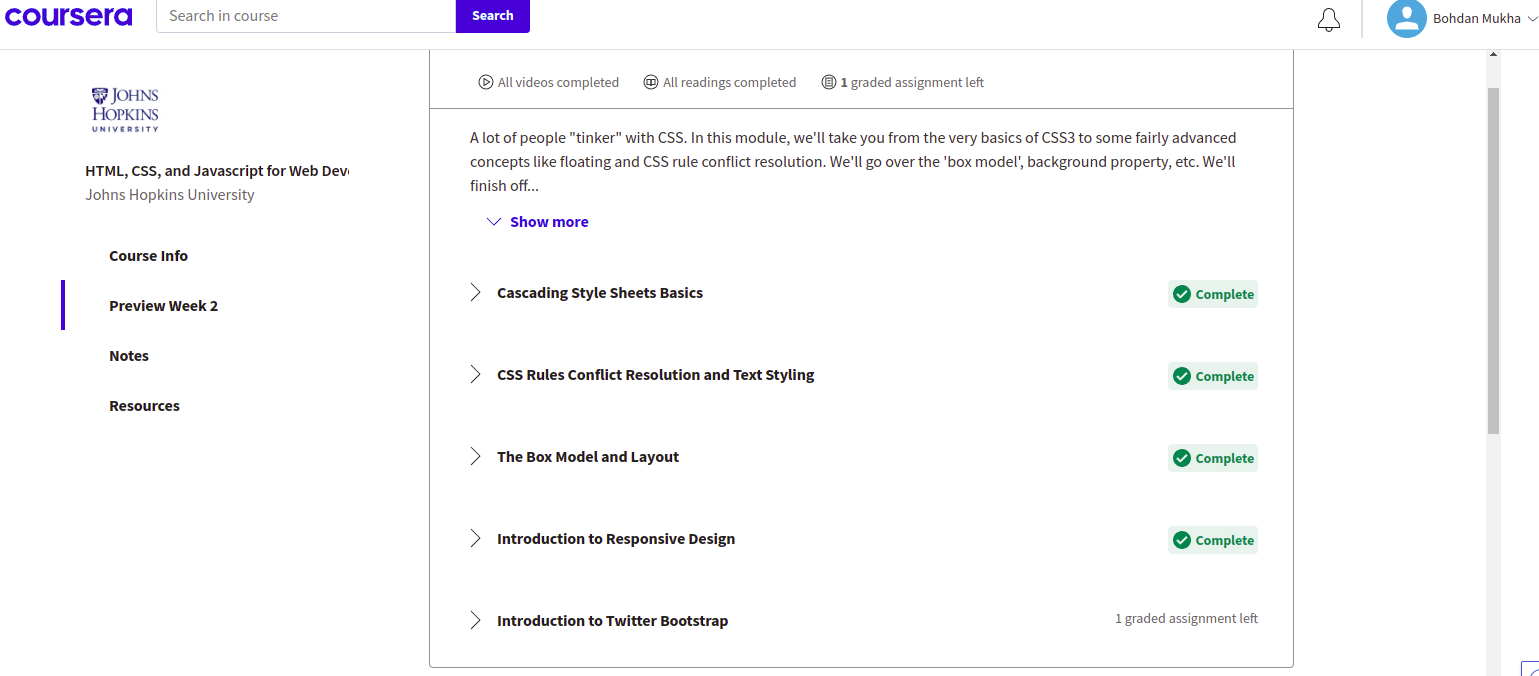 coursera
Search in course
Search
Bohdan Mukha
JOHNS
HOPKINS
UNIVERSITY
HTML, CSS, and Javascript for Web Dev
Johns Hopkins University
Course Info
Preview Week 2
Notes
Resources
All videos completed
All readings completed
1 graded assignment left
A lot of people "tinker" with CSS. In this module, we'll take you from the very basics of CSS3 to some fairly advanced
concepts like floating and CSS rule conflict resolution. We'll go over the 'box model', background property, etc. We'll
finish off...
Show more
Cascading Style Sheets Basics
Complete
CSS Rules Conflict Resolution and Text Styling
Complete
The Box Model and Layout
Complete
Introduction to Responsive Design
Complete
Introduction to Twitter Bootstrap
1 graded assignment left